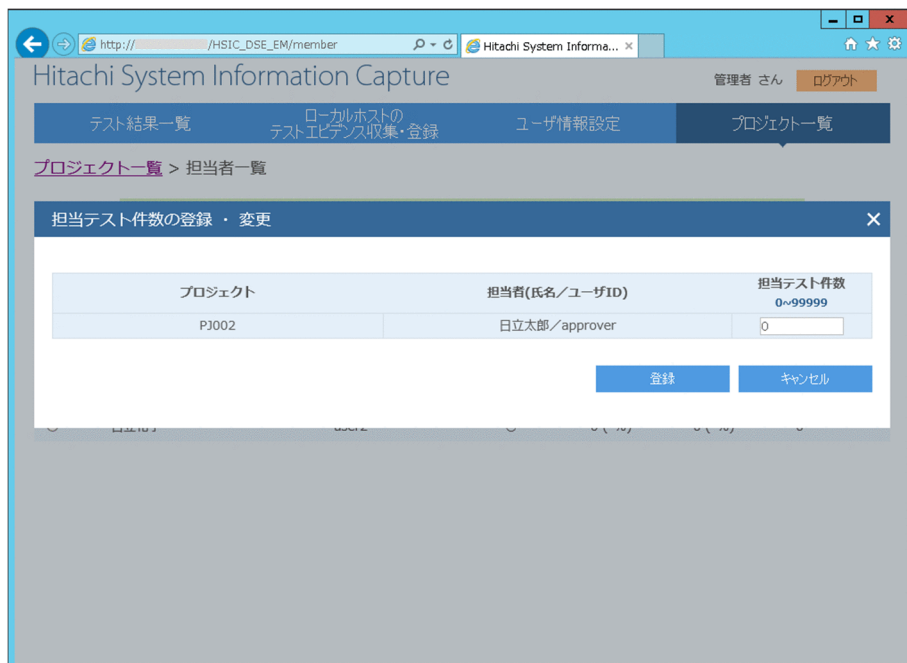 http:// /HSIC_DSE_EM/member
Hitachi System Informa...
Hitachi System Information Capture
管理者 さん
ログアウト
テスト結果一覧
ローカルホストの
テストエビデンス収集・登録
ユーザ情報設定
プロジェクト一覧
プロジェクト一覧 > 担当者一覧
担当テスト件数の登録 ・ 変更
プロジェクト
担当者(氏名/ユーザID)
担当テスト件数
0~99999
PJ002
日立太郎/approver
0
登録
キャンセル